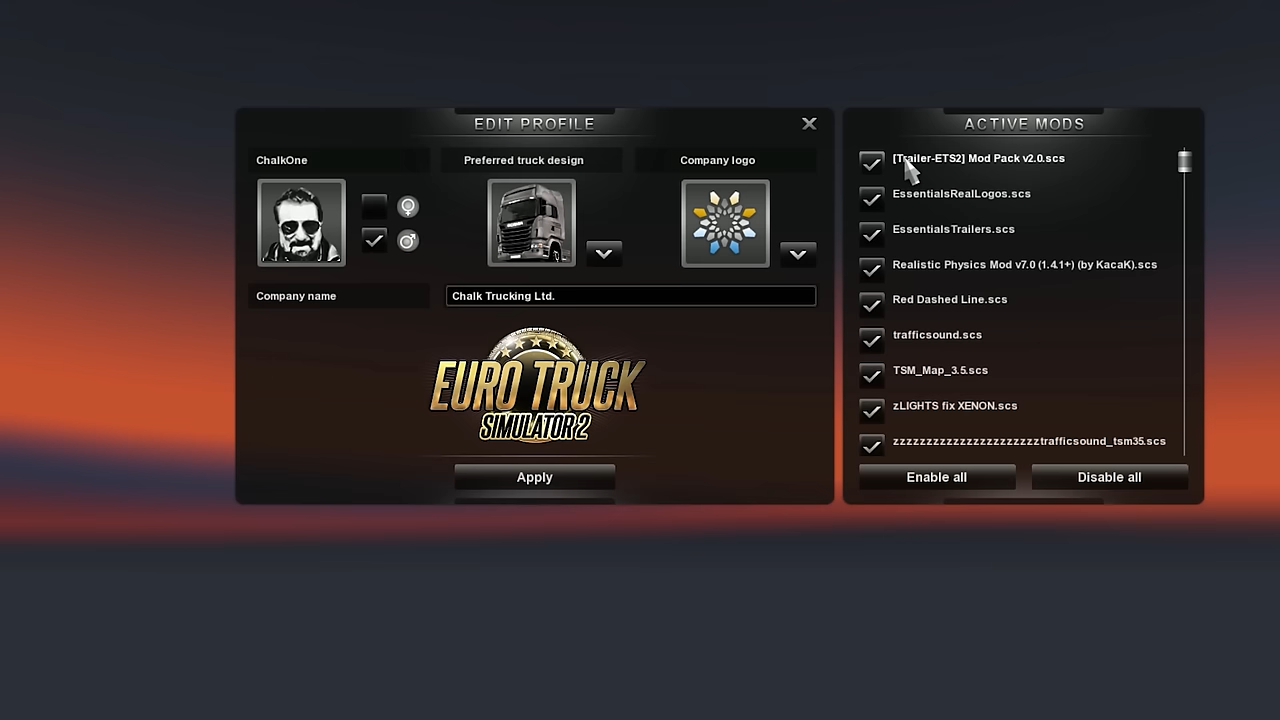 EDIT PROFILE
ChalkOne
Preferred truck design
Company logo
Company name
Chalk Trucking Ltd.
EURO TRUCK
SIMULATOR 2
Apply
ACTIVE MODS
[Trailer-ETS2] Mod Pack v2.0.scs
EssentialsRealLogos.scs
EssentialsTrailers.scs
Realistic Physics Mod v7.0 (1.4.1+) (by KacaK).scs
Red Dashed Line.scs
trafficsound.scs
TSM_Map_3.5.scs
zLIGHTS fix XENON.scs
zzzzzzzzzzzzzzzzzzzzzztrafficsound_tsm35.scs
Enable all
Disable all